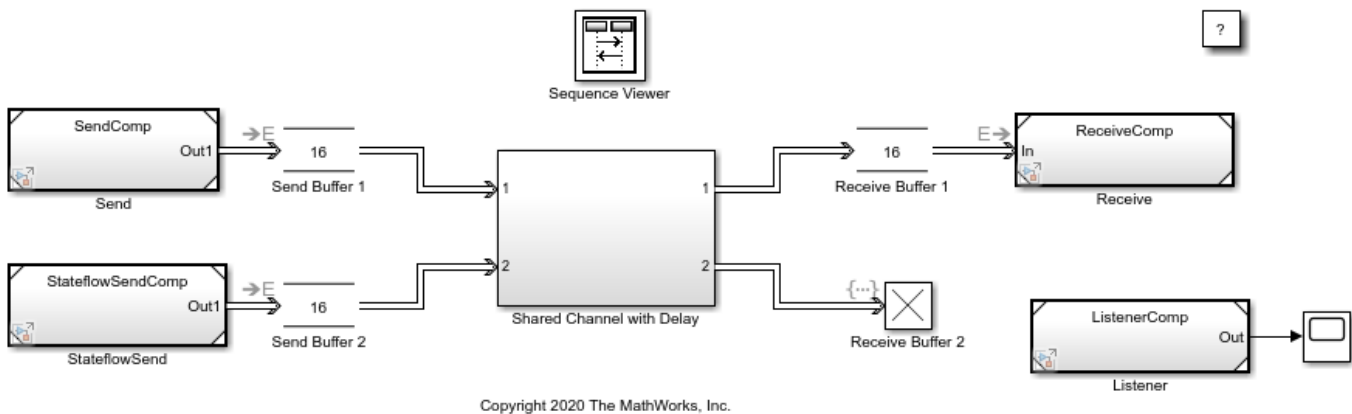 ?
Sequence Viewer
SendComp
Out1
Send
E
16
Send Buffer 1
1
2
1
2
Shared Channel with Delay
16
Receive Buffer 1
E
ReceiveComp
In
Receive
StateflowSendComp
Out1
StateflowSend
E
16
Send Buffer 2
{...}
Receive Buffer 2
ListenerComp
Out
Listener
Copyright 2020 The MathWorks, Inc.